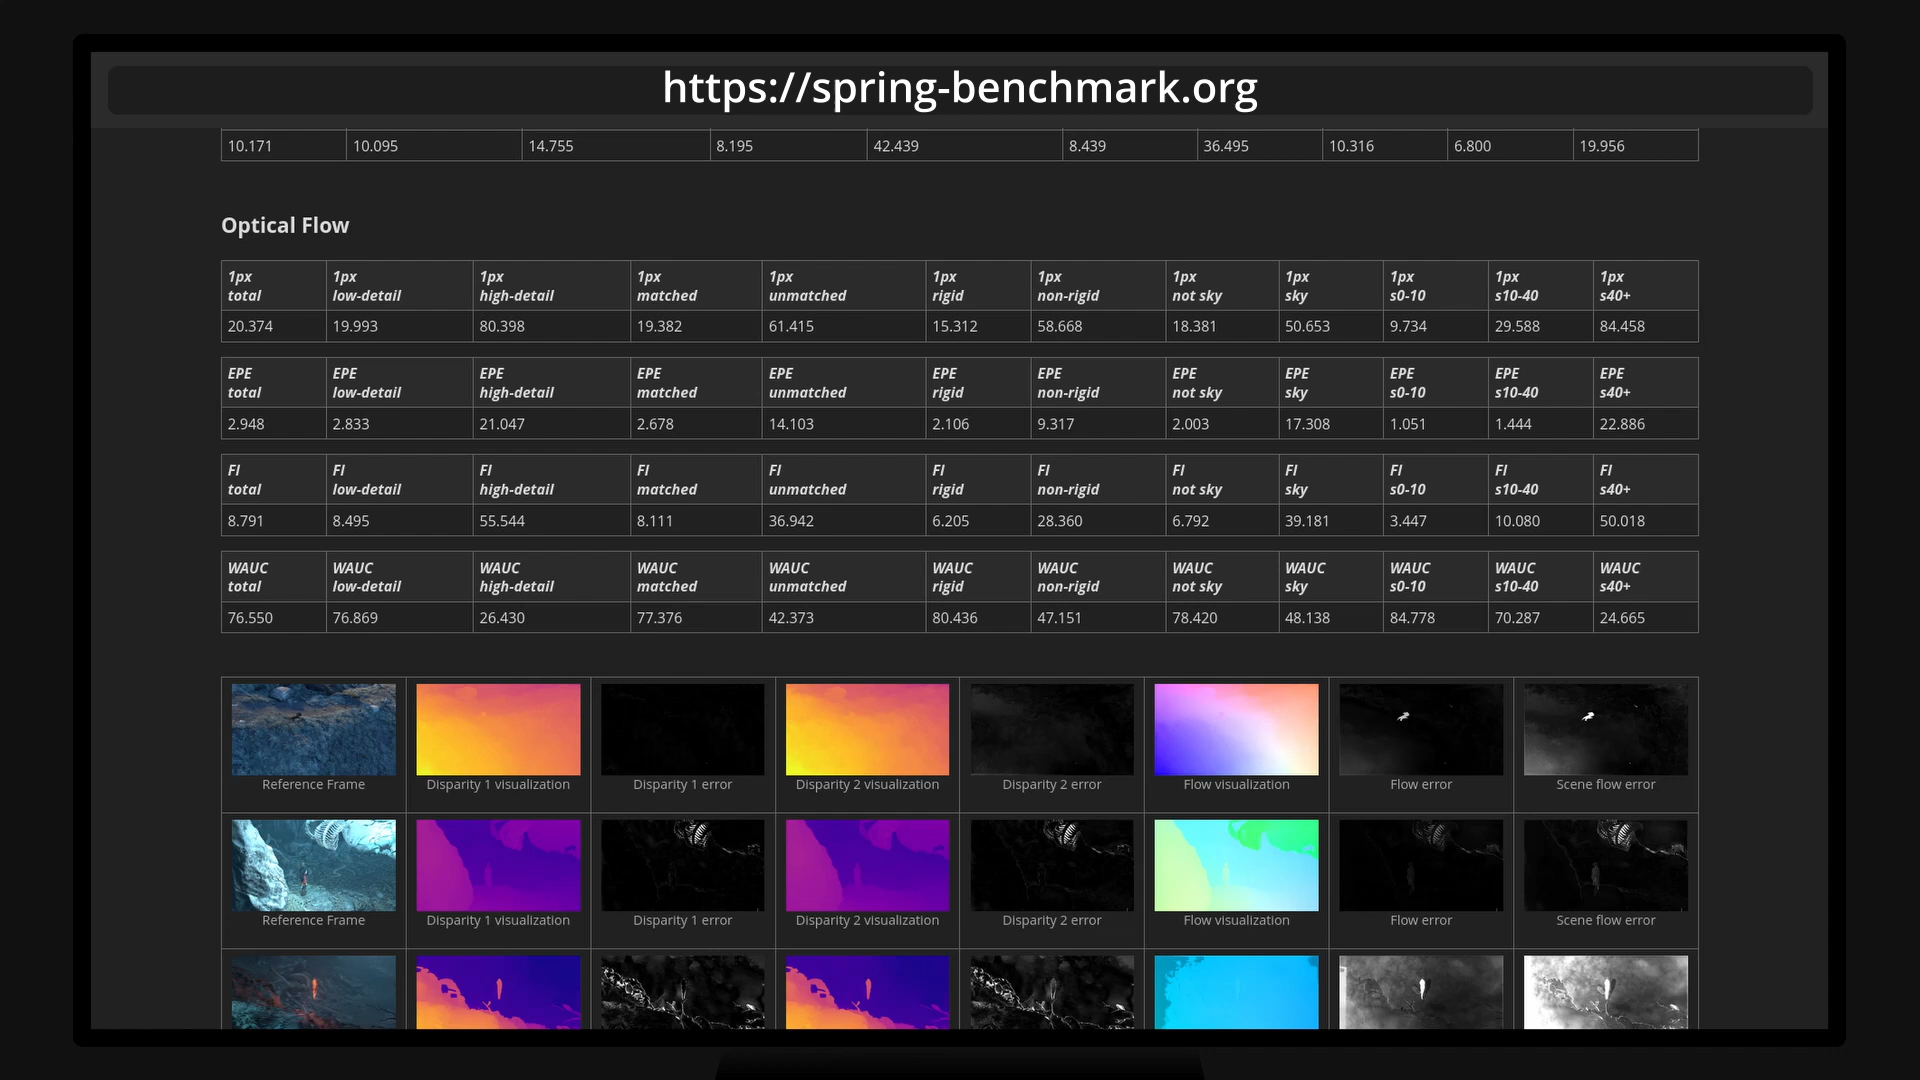 https://spring-benchmark.org
10.171 10.095 14.755 8.195 42.439 8.439 36.495 10.316 6.800 19.956
Optical Flow
1px total 1px low-detail 1px high-detail 1px matched 1px unmatched 1px rigid 1px non-rigid 1px not sky 1px sky 1px s0-10 1px s10-40 1px s40+
20.374 19.993 80.398 19.382 61.415 15.312 58.668 18.381 50.653 9.734 29.588 84.458
EPE total EPE low-detail EPE high-detail EPE matched EPE unmatched EPE rigid EPE non-rigid EPE not sky EPE sky EPE s0-10 EPE s10-40 EPE s40+
2.948 2.833 21.047 2.678 14.103 2.106 9.317 2.003 17.308 1.051 1.444 22.886
Fl total Fl low-detail Fl high-detail Fl matched Fl unmatched Fl rigid Fl non-rigid Fl not sky Fl sky Fl s0-10 Fl s10-40 Fl s40+
8.791 8.495 55.544 8.111 36.942 6.205 28.360 6.792 39.181 3.447 10.080 50.018
WAUC total WAUC low-detail WAUC high-detail WAUC matched WAUC unmatched WAUC rigid WAUC non-rigid WAUC not sky WAUC sky WAUC s0-10 WAUC s10-40 WAUC s40+
76.550 76.869 26.430 77.376 42.373 80.436 47.151 78.420 48.138 84.778 70.287 24.665
Reference Frame Disparity 1 visualization Disparity 1 error Disparity 2 visualization Disparity 2 error Flow visualization Flow error Scene flow error
Reference Frame Disparity 1 visualization Disparity 1 error Disparity 2 visualization Disparity 2 error Flow visualization Flow error Scene flow error